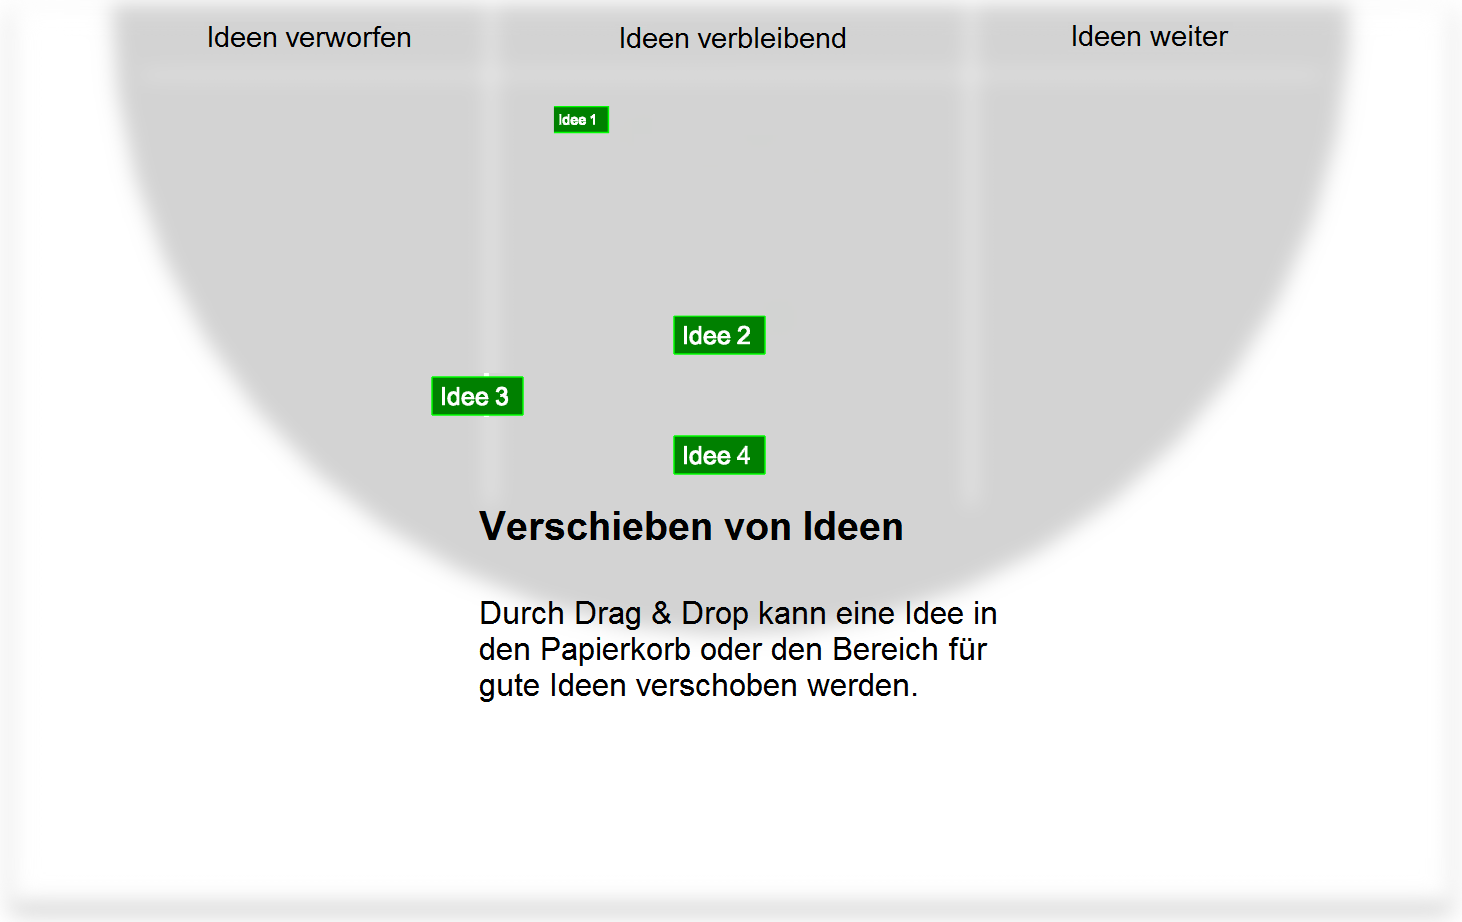 Ideen verworfen
Ideen verbleibend
Ideen weiter
Idee 1
Idee 2
Idee 3
Idee 4
Verschieben von Ideen
Durch Drag & Drop kann eine Idee in
den Papierkorb oder den Bereich für
gute Ideen verschoben werden.